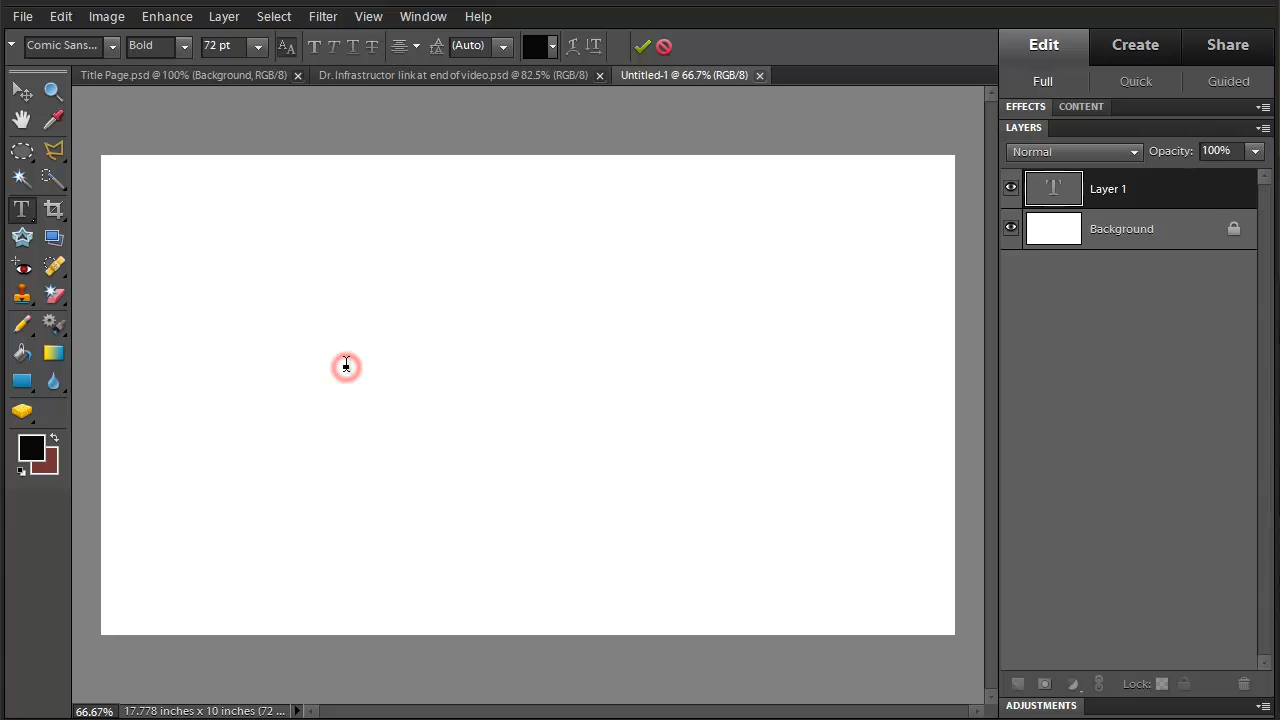 File Edit Image Enhance Layer Select Filter View Window Help
Comic Sans... Bold 72 pt (Auto)
Edit Create Share
Title Page.psd @ 100% (Background, RGB/8) Dr. Infrastructor link at end of video.psd @ 82.5% (RGB/8) Untitled-1 @ 66.7% (RGB/8)
Full Quick Guided
EFFECTS CONTENT
LAYERS
Normal Opacity: 100%
T Layer 1
Background
Lock:
ADJUSTMENTS
66.67% 17.778 inches x 10 inches (72 ...